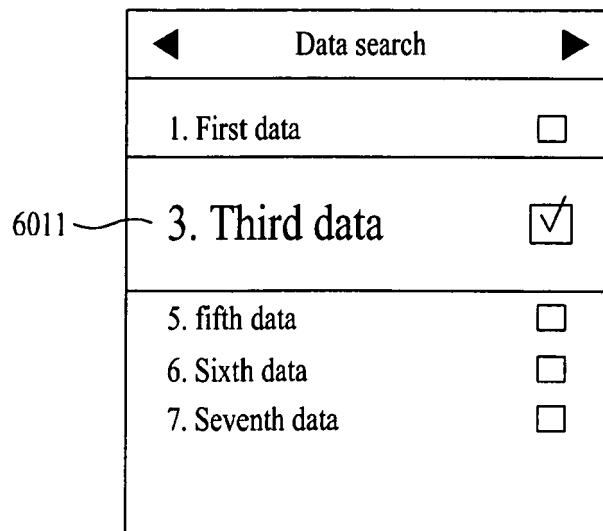 Data search
1. First data
6011 3. Third data
5. fifth data
6. Sixth data
7. Seventh data